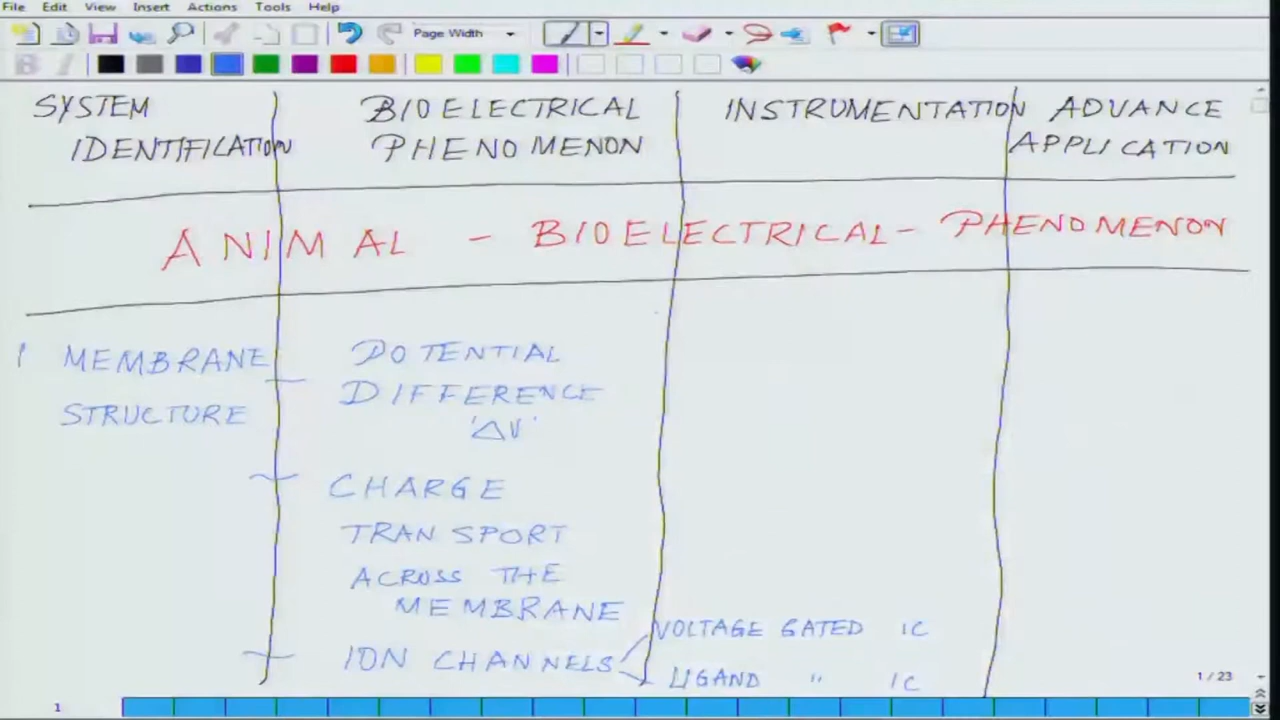 File Edit View Insert Actions Tools Help
Page Width
SYSTEM IDENTIFICATION
BIOELECTRICAL PHENOMENON
INSTRUMENTATION
ADVANCE APPLICATION
ANIMAL - BIOELECTRICAL - PHENOMENON
1 MEMBRANE
STRUCTURE
POTENTIAL
DIFFERENCE
'ΔV'
CHARGE
TRANSPORT
ACROSS THE
MEMBRANE
ION CHANNELS
VOLTAGE GATED IC
LIGAND " IC
1 / 23
1